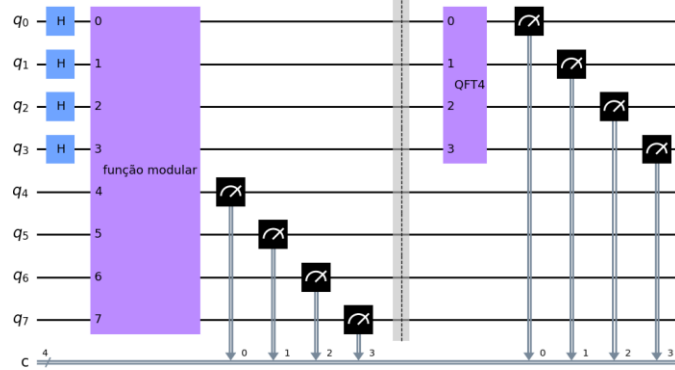 q0 H 0 0
q1 H 1 1
QFT4
q2 H 2 2
q3 H 3 3
função modular
q4 4
q5 5
q6 6
q7 7
4 0 1 2 3 0 1 2 3
c